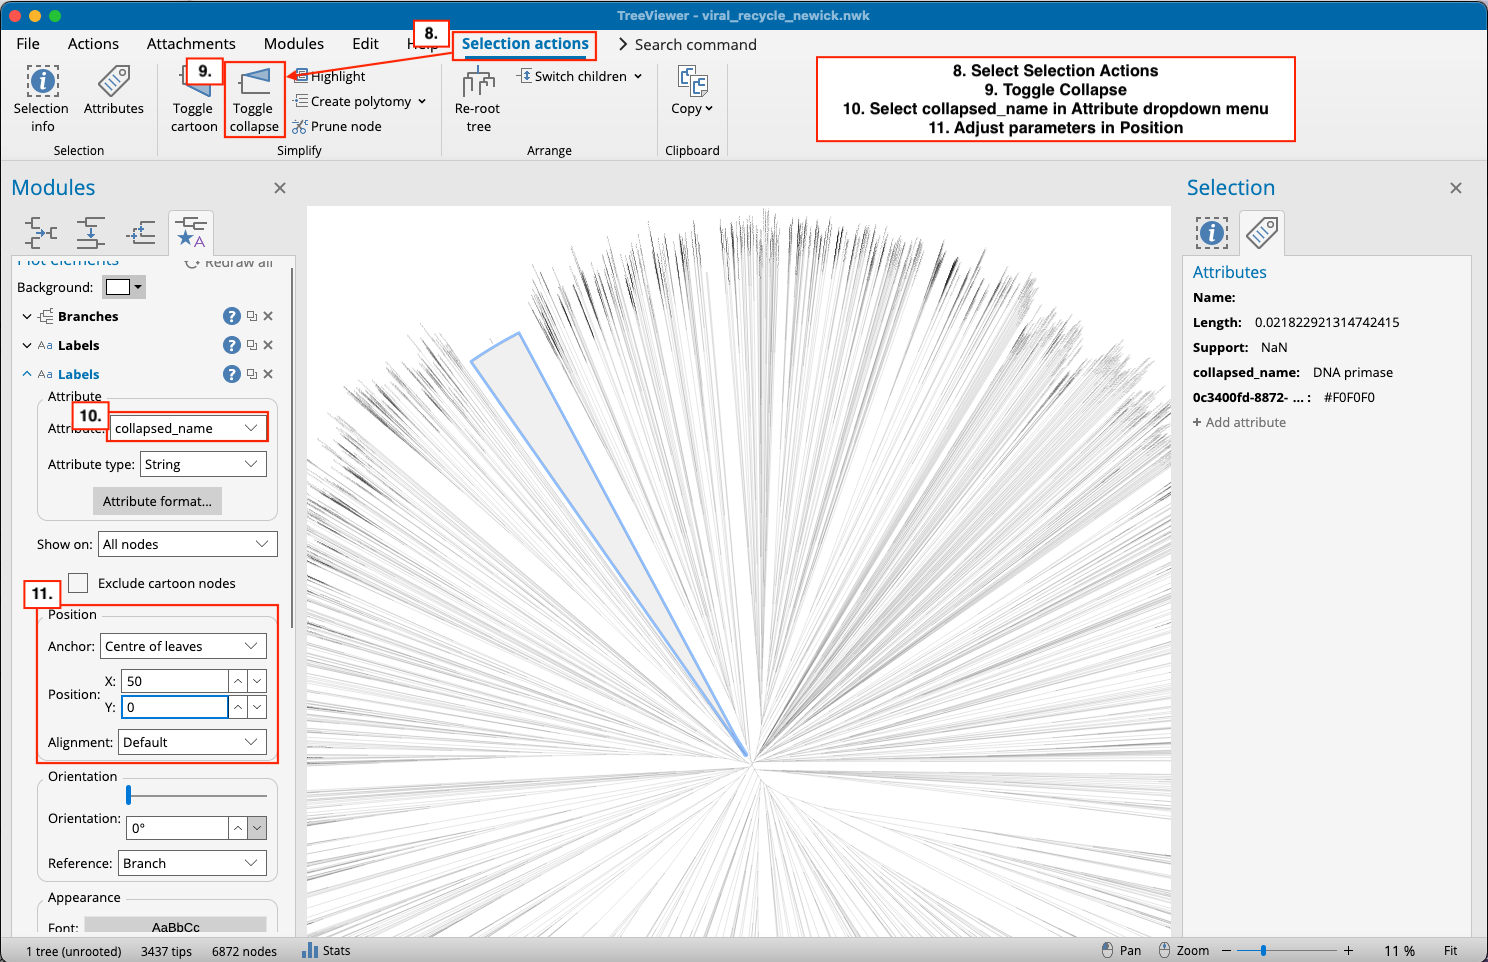 TreeViewer - viral_recycle_newick.nwk
File Actions Attachments Modules Edit Help Selection actions Search command
8.
9.
Selection info
Attributes
Selection
Toggle cartoon
Toggle collapse
Highlight
Create polytomy
Prune node
Simplify
Re-root tree
Switch children
Arrange
Copy
Clipboard
8. Select Selection Actions
9. Toggle Collapse
10. Select collapsed_name in Attribute dropdown menu
11. Adjust parameters in Position
Modules
A
Plot elements Redraw all
Background:
Branches ?
Aa Labels ?
Aa Labels ?
Attribute
10.
Attribute: collapsed_name
Attribute type: String
Attribute format...
Show on: All nodes
Exclude cartoon nodes
11.
Position
Anchor: Centre of leaves
Position: X: 50
Y: 0
Alignment: Default
Orientation
Orientation: 0°
Reference: Branch
Appearance
Font: AaBbCc
Selection
Attributes
Name:
Length: 0.021822921314742415
Support: NaN
collapsed_name: DNA primase
0c3400fd-8872- ... : #F0F0F0
+ Add attribute
1 tree (unrooted) 3437 tips 6872 nodes Stats Pan Zoom 11 % Fit